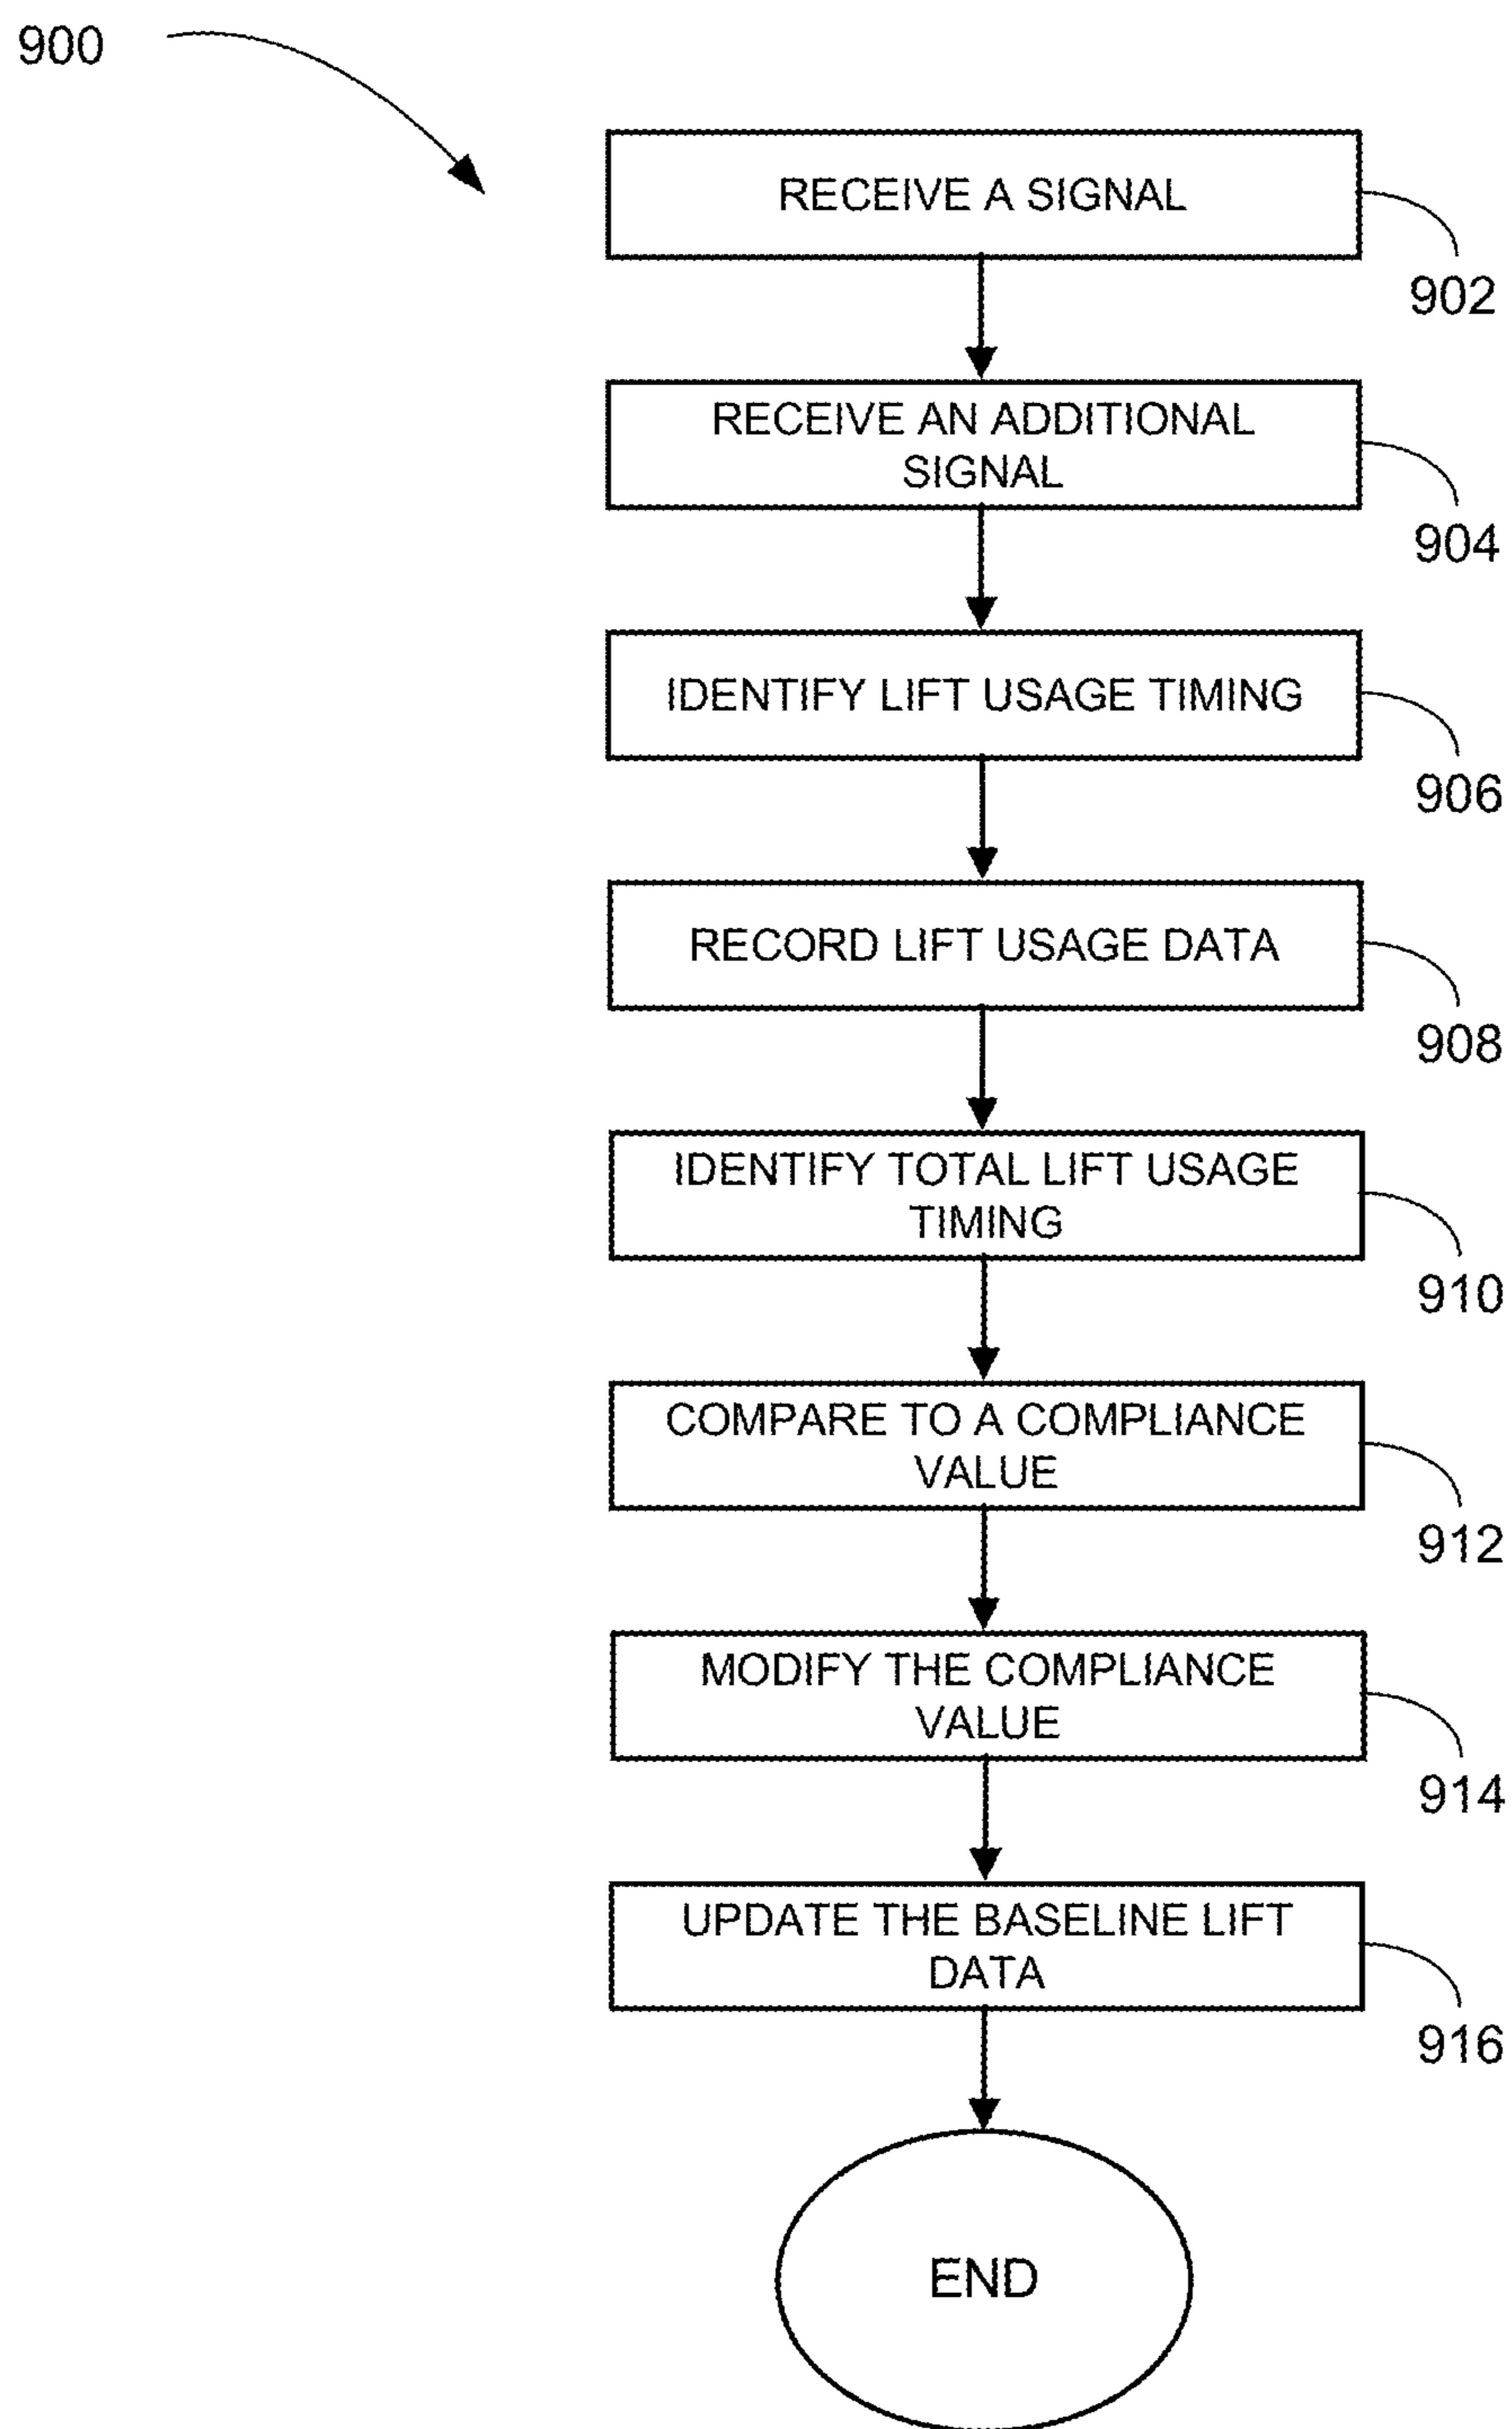 900
RECEIVE A SIGNAL
902
RECEIVE AN ADDITIONAL
SIGNAL
904
IDENTIFY LIFT USAGE TIMING
906
RECORD LIFT USAGE DATA
908
IDENTIFY TOTAL LIFT USAGE
TIMING
910
COMPARE TO A COMPLIANCE
VALUE
912
MODIFY THE COMPLIANCE
VALUE
914
UPDATE THE BASELINE LIFT
DATA
916
END